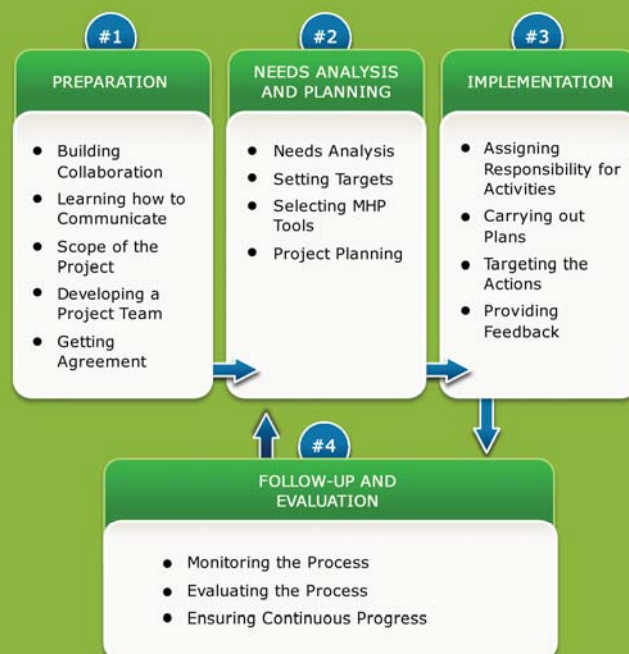 #1
PREPARATION
Building
Collaboration
Learning how to
Communicate
Scope of the
Project
Developing a
Project Team
Getting
Agreement
#2
NEEDS ANALYSIS
AND PLANNING
Needs Analysis
Setting Targets
Selecting MHP
Tools
Project Planning
#3
IMPLEMENTATION
Assigning
Responsibility for
Activities
Carrying out
Plans
Targeting the
Actions
Providing
Feedback
#4
FOLLOW-UP AND
EVALUATION
Monitoring the Process
Evaluating the Process
Ensuring Continuous Progress